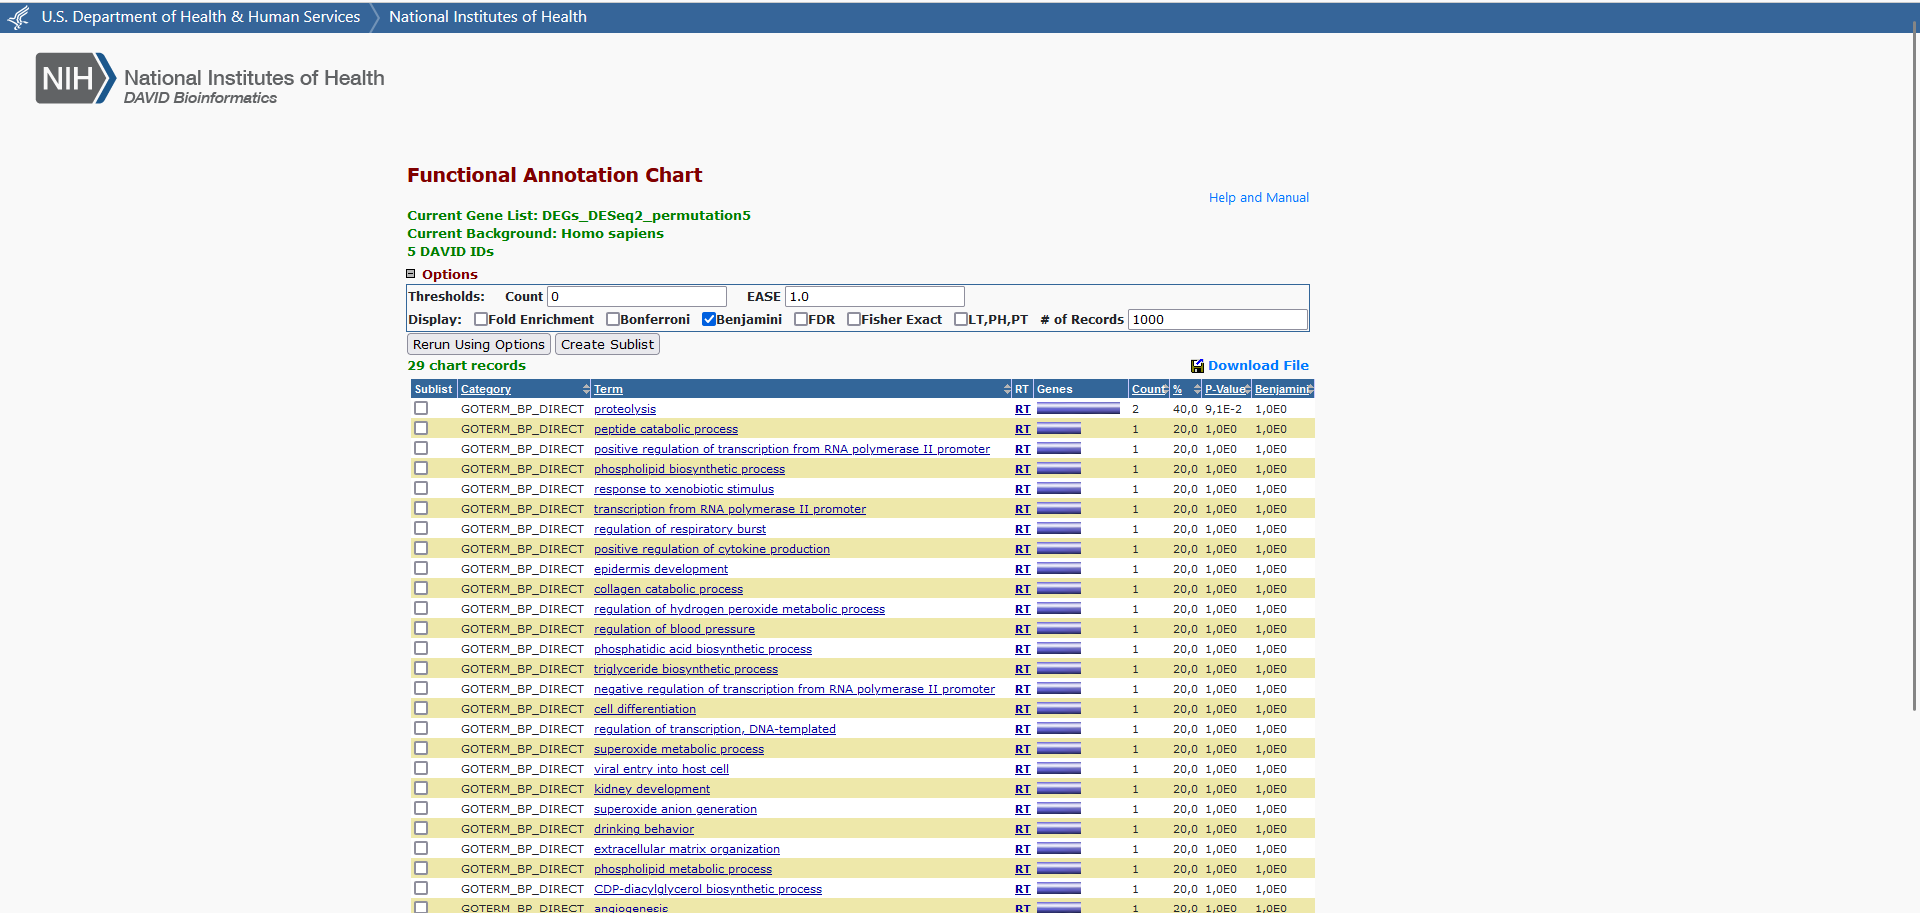 U.S. Department of Health & Human Services National Institutes of Health
NIH National Institutes of Health
DAVID Bioinformatics
Functional Annotation Chart
Help and Manual
Current Gene List: DEGs_DESeq2_permutation5
Current Background: Homo sapiens
5 DAVID IDs
Options
Thresholds: Count 0 EASE 1.0
Display: Fold Enrichment Bonferroni Benjamini FDR Fisher Exact LT,PH,PT # of Records 1000
Rerun Using Options Create Sublist
29 chart records Download File
Sublist Category Term RT Genes Count % P-Value Benjamini
GOTERM_BP_DIRECT proteolysis RT 2 40,0 9,1E-2 1,0E0
GOTERM_BP_DIRECT peptide catabolic process RT 1 20,0 1,0E0 1,0E0
GOTERM_BP_DIRECT positive regulation of transcription from RNA polymerase II promoter RT 1 20,0 1,0E0 1,0E0
GOTERM_BP_DIRECT phospholipid biosynthetic process RT 1 20,0 1,0E0 1,0E0
GOTERM_BP_DIRECT response to xenobiotic stimulus RT 1 20,0 1,0E0 1,0E0
GOTERM_BP_DIRECT transcription from RNA polymerase II promoter RT 1 20,0 1,0E0 1,0E0
GOTERM_BP_DIRECT regulation of respiratory burst RT 1 20,0 1,0E0 1,0E0
GOTERM_BP_DIRECT positive regulation of cytokine production RT 1 20,0 1,0E0 1,0E0
GOTERM_BP_DIRECT epidermis development RT 1 20,0 1,0E0 1,0E0
GOTERM_BP_DIRECT collagen catabolic process RT 1 20,0 1,0E0 1,0E0
GOTERM_BP_DIRECT regulation of hydrogen peroxide metabolic process RT 1 20,0 1,0E0 1,0E0
GOTERM_BP_DIRECT regulation of blood pressure RT 1 20,0 1,0E0 1,0E0
GOTERM_BP_DIRECT phosphatidic acid biosynthetic process RT 1 20,0 1,0E0 1,0E0
GOTERM_BP_DIRECT triglyceride biosynthetic process RT 1 20,0 1,0E0 1,0E0
GOTERM_BP_DIRECT negative regulation of transcription from RNA polymerase II promoter RT 1 20,0 1,0E0 1,0E0
GOTERM_BP_DIRECT cell differentiation RT 1 20,0 1,0E0 1,0E0
GOTERM_BP_DIRECT regulation of transcription, DNA-templated RT 1 20,0 1,0E0 1,0E0
GOTERM_BP_DIRECT superoxide metabolic process RT 1 20,0 1,0E0 1,0E0
GOTERM_BP_DIRECT viral entry into host cell RT 1 20,0 1,0E0 1,0E0
GOTERM_BP_DIRECT kidney development RT 1 20,0 1,0E0 1,0E0
GOTERM_BP_DIRECT superoxide anion generation RT 1 20,0 1,0E0 1,0E0
GOTERM_BP_DIRECT drinking behavior RT 1 20,0 1,0E0 1,0E0
GOTERM_BP_DIRECT extracellular matrix organization RT 1 20,0 1,0E0 1,0E0
GOTERM_BP_DIRECT phospholipid metabolic process RT 1 20,0 1,0E0 1,0E0
GOTERM_BP_DIRECT CDP-diacylglycerol biosynthetic process RT 1 20,0 1,0E0 1,0E0
GOTERM_BP_DIRECT angiogenesis RT 1 20,0 1,0E0 1,0E0